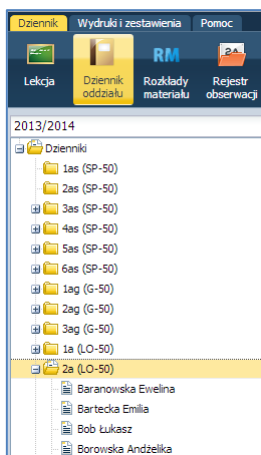 Dziennik Wydruki i zestawienia Pomoc
RM 2A
Lekcja Dziennik oddziału Rozkłady materiału Rejestr obserwacji
2013/2014
Dzienniki
1as (SP-50)
2as (SP-50)
3as (SP-50)
4as (SP-50)
5as (SP-50)
6as (SP-50)
1ag (G-50)
2ag (G-50)
3ag (G-50)
1a (LO-50)
2a (LO-50)
Baranowska Ewelina
Bartecka Emilia
Bob Łukasz
Borowska Andżelika